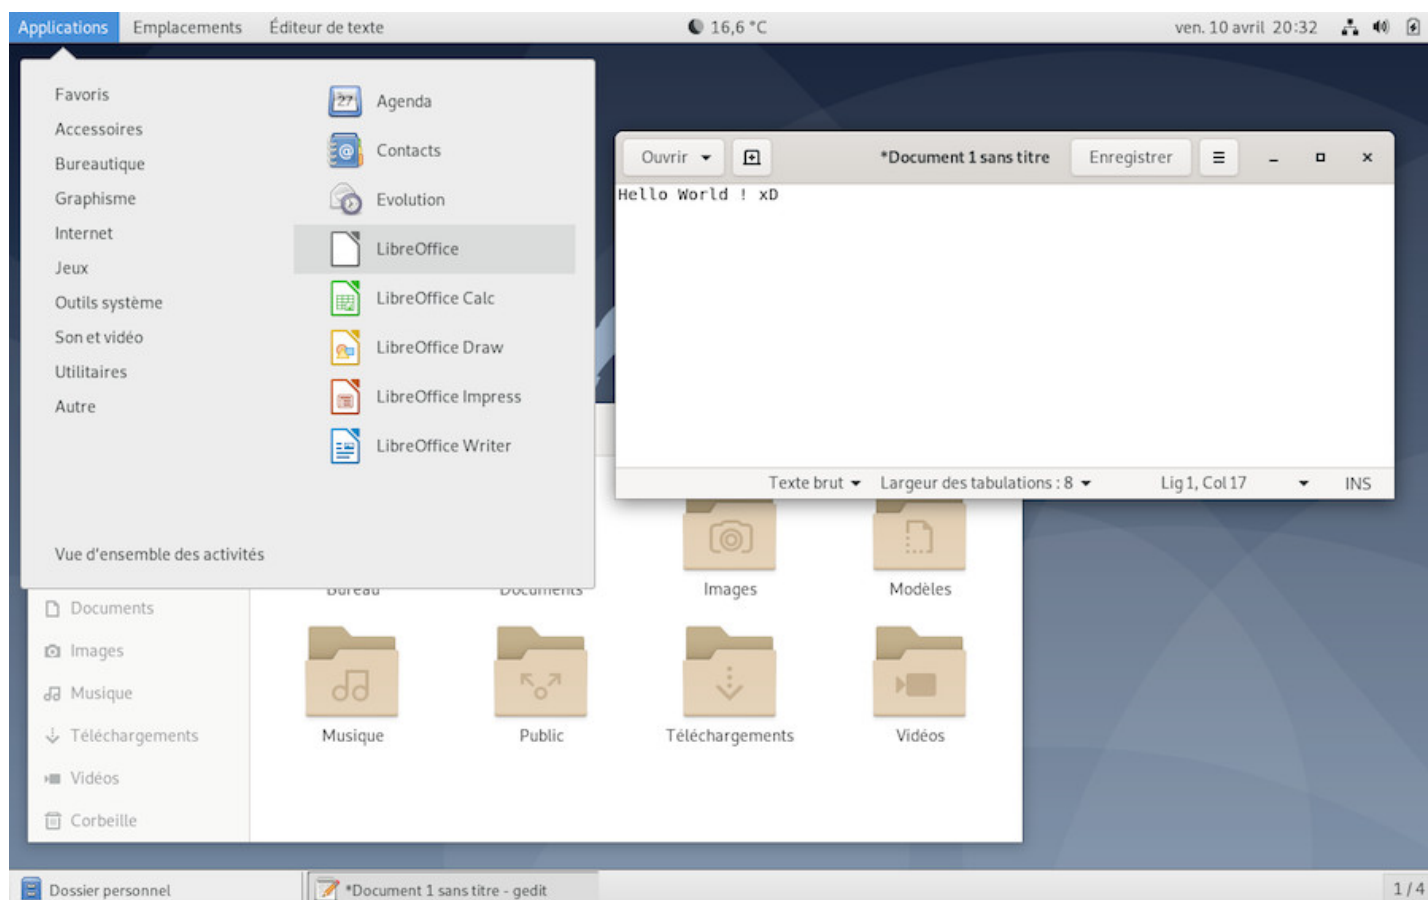 Applications Emplacements Éditeur de texte 16,6 °C ven. 10 avril 20:32
Favoris
Accessoires
Bureautique
Graphisme
Internet
Jeux
Outils système
Son et vidéo
Utilitaires
Autre
Vue d'ensemble des activités
27 Agenda
Contacts
Evolution
LibreOffice
LibreOffice Calc
LibreOffice Draw
LibreOffice Impress
LibreOffice Writer
Ouvrir *Document 1 sans titre Enregistrer
Hello World ! xD
Texte brut Largeur des tabulations : 8 Lig 1, Col 17 INS
Documents
Images
Musique
Téléchargements
Vidéos
Corbeille
Bureau Documents Images Modèles
Musique Public Téléchargements Vidéos
Dossier personnel *Document 1 sans titre - gedit 1 / 4